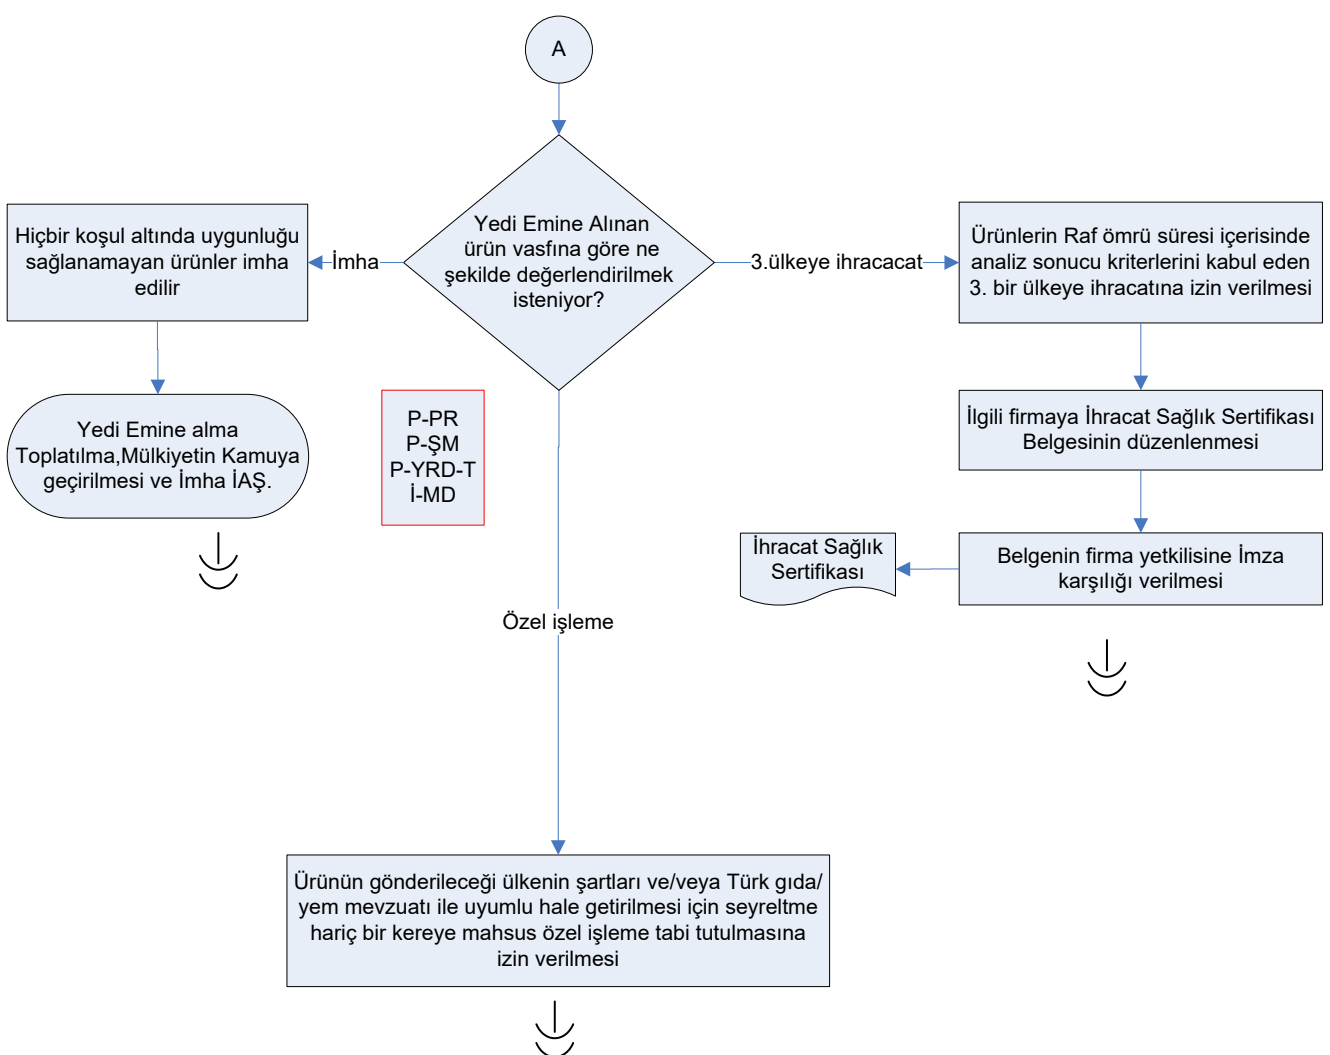 A
Yedi Emine Alınan
ürün vasfına göre ne
şekilde değerlendirilmek
isteniyor?
İmha
3.ülkeye ihracacat
Hiçbir koşul altında uygunluğu
sağlanamayan ürünler imha
edilir
Ürünlerin Raf ömrü süresi içerisinde
analiz sonucu kriterlerini kabul eden
3. bir ülkeye ihracatına izin verilmesi
Yedi Emine alma
Toplatılma,Mülkiyetin Kamuya
geçirilmesi ve İmha İAŞ.
P-PR
P-ŞM
P-YRD-T
İ-MD
İlgili firmaya İhracat Sağlık Sertifikası
Belgesinin düzenlenmesi
İhracat Sağlık
Sertifikası
Belgenin firma yetkilisine İmza
karşılığı verilmesi
Özel işleme
Ürünün gönderileceği ülkenin şartları ve/veya Türk gıda/
yem mevzuatı ile uyumlu hale getirilmesi için seyreltme
hariç bir kereye mahsus özel işleme tabi tutulmasına
izin verilmesi